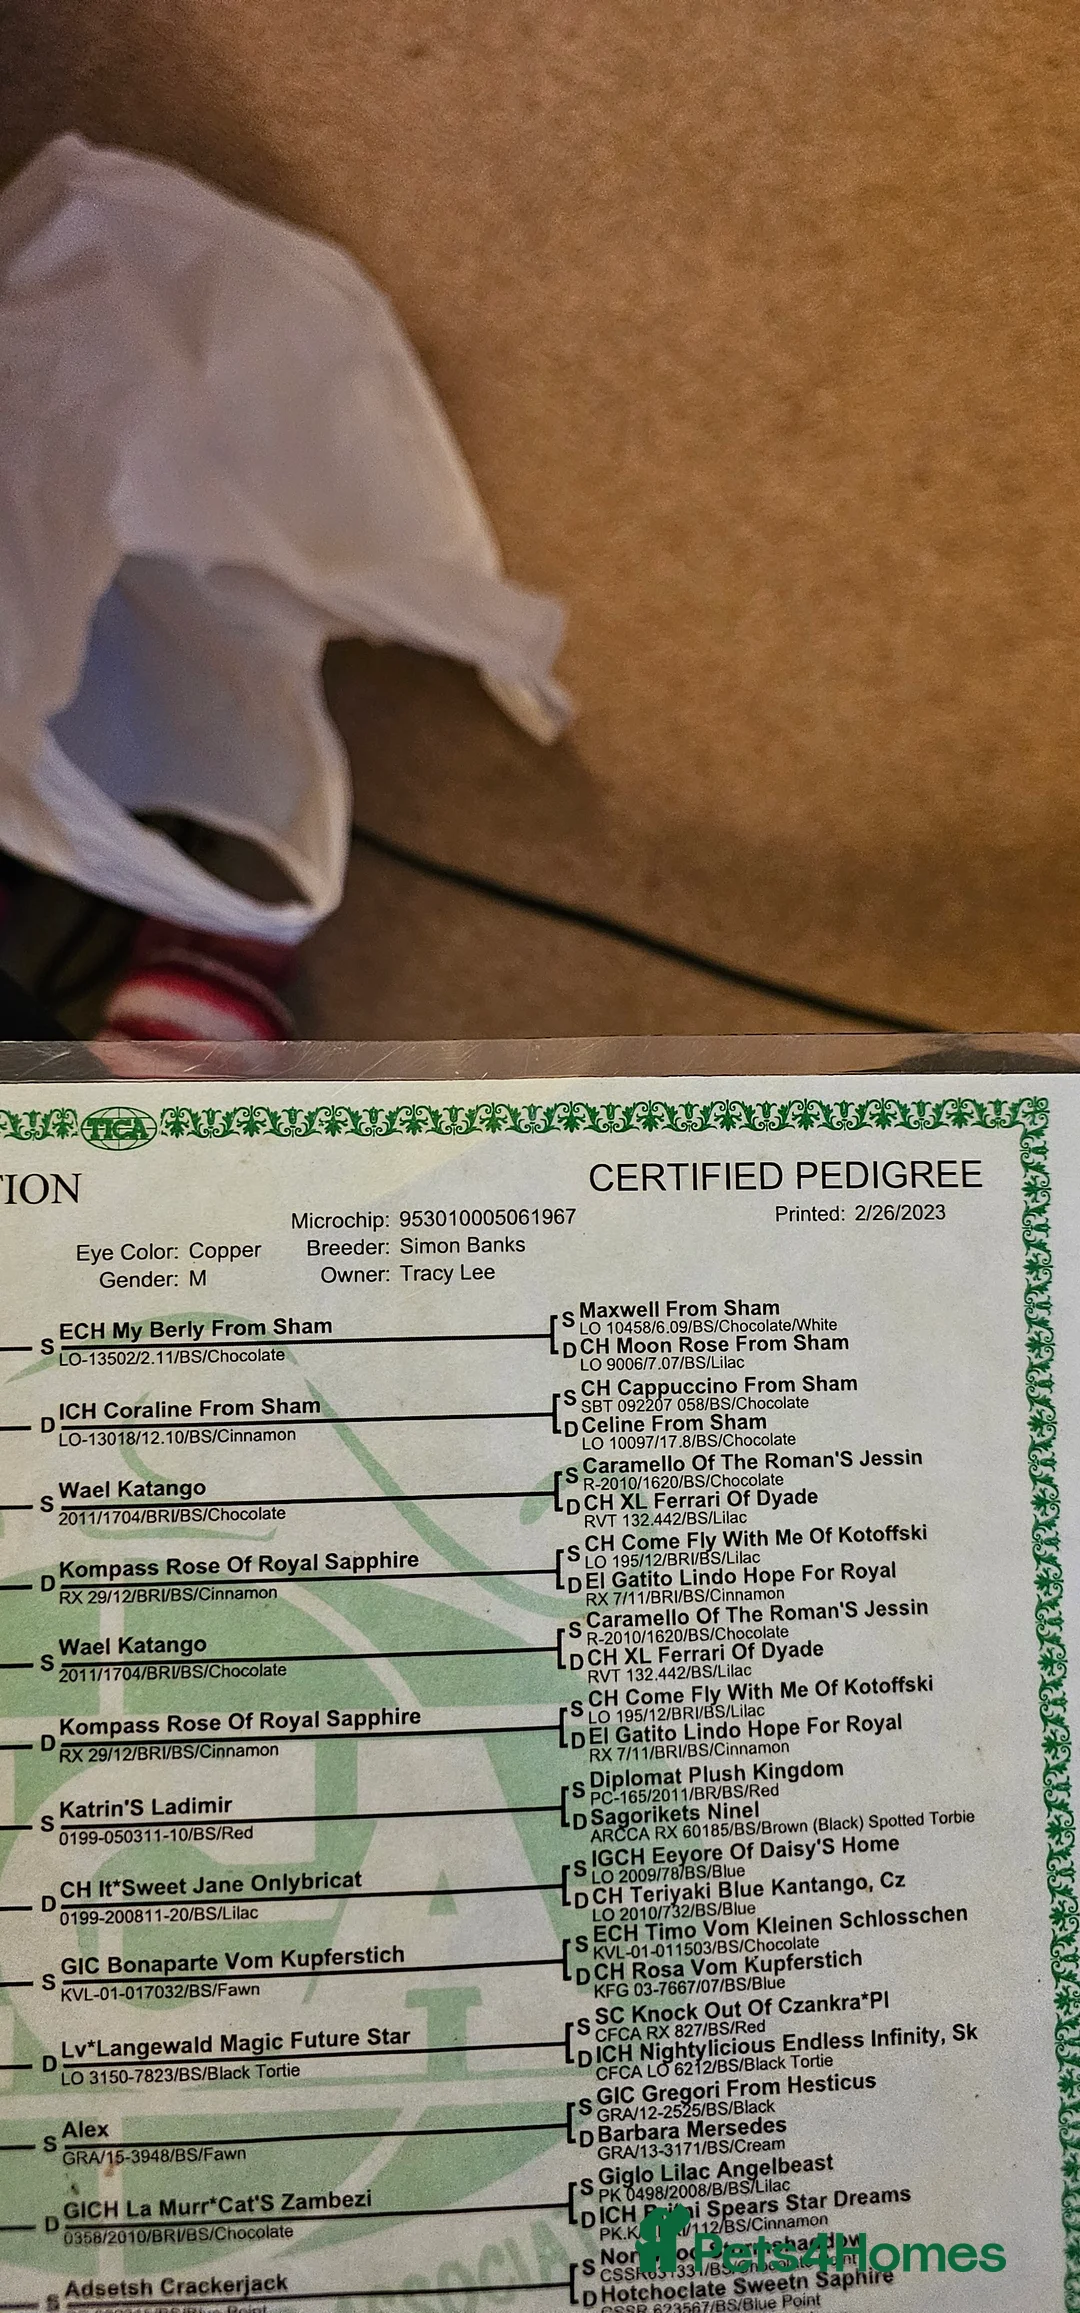 TICA
TION
CERTIFIED PEDIGREE
Microchip: 953010005061967
Printed: 2/26/2023
Eye Color: Copper
Breeder: Simon Banks
Gender: M
Owner: Tracy Lee
S ECH My Berly From Sham
LO-13502/2.11/BS/Chocolate
S Maxwell From Sham
LO 10458/6.09/BS/Chocolate/White
D CH Moon Rose From Sham
LO 9006/7.07/BS/Lilac
D ICH Coraline From Sham
LO-13018/12.10/BS/Cinnamon
S CH Cappuccino From Sham
SBT 092207 058/BS/Chocolate
D Celine From Sham
LO 10097/17.8/BS/Chocolate
S Wael Katango
2011/1704/BRI/BS/Chocolate
S Caramello Of The Roman'S Jessin
R-2010/1620/BS/Chocolate
D CH XL Ferrari Of Dyade
RVT 132.442/BS/Lilac
D Kompass Rose Of Royal Sapphire
RX 29/12/BRI/BS/Cinnamon
S CH Come Fly With Me Of Kotoffski
LO 195/12/BRI/BS/Lilac
D El Gatito Lindo Hope For Royal
RX 7/11/BRI/BS/Cinnamon
S Wael Katango
2011/1704/BRI/BS/Chocolate
S Caramello Of The Roman'S Jessin
R-2010/1620/BS/Chocolate
D CH XL Ferrari Of Dyade
RVT 132.442/BS/Lilac
D Kompass Rose Of Royal Sapphire
RX 29/12/BRI/BS/Cinnamon
S CH Come Fly With Me Of Kotoffski
LO 195/12/BRI/BS/Lilac
D El Gatito Lindo Hope For Royal
RX 7/11/BRI/BS/Cinnamon
S Katrin'S Ladimir
0199-050311-10/BS/Red
S Diplomat Plush Kingdom
PC-165/2011/BR/BS/Red
D Sagorikets Ninel
ARCCA RX 60185/BS/Brown (Black) Spotted Torbie
D CH It*Sweet Jane Onlybricat
0199-200811-20/BS/Lilac
S IGCH Eeyore Of Daisy'S Home
LO 2009/78/BS/Blue
D CH Teriyaki Blue Kantango, Cz
LO 2010/732/BS/Blue
S GIC Bonaparte Vom Kupferstich
KVL-01-017032/BS/Fawn
S ECH Timo Vom Kleinen Schlosschen
KVL-01-011503/BS/Chocolate
D CH Rosa Vom Kupferstich
KFG 03-7667/07/BS/Blue
D Lv*Langewald Magic Future Star
LO 3150-7823/BS/Black Tortie
S SC Knock Out Of Czankra*Pl
CFCA RX 827/BS/Red
D ICH Nightylicious Endless Infinity, Sk
CFCA LO 6212/BS/Black Tortie
S Alex
GRA/15-3948/BS/Fawn
S GIC Gregori From Hesticus
GRA/12-2525/BS/Black
D Barbara Mersedes
GRA/13-3171/BS/Cream
D GICH La Murr*Cat'S Zambezi
0358/2010/BRI/BS/Chocolate
S Giglo Lilac Angelbeast
PK 0498/2008/B/BS/Lilac
D ICH Spears Star Dreams
/112/BS/Cinnamon
S Adsetsh Crackerjack
S
D Hotchoclate Sweetn Saphire
CSSR 623567/BS/Blue Point
Pets4Homes